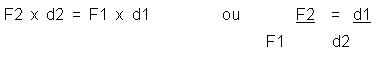 F2 x d2 = F1 x d1 ou F2 = d1
F1 d2